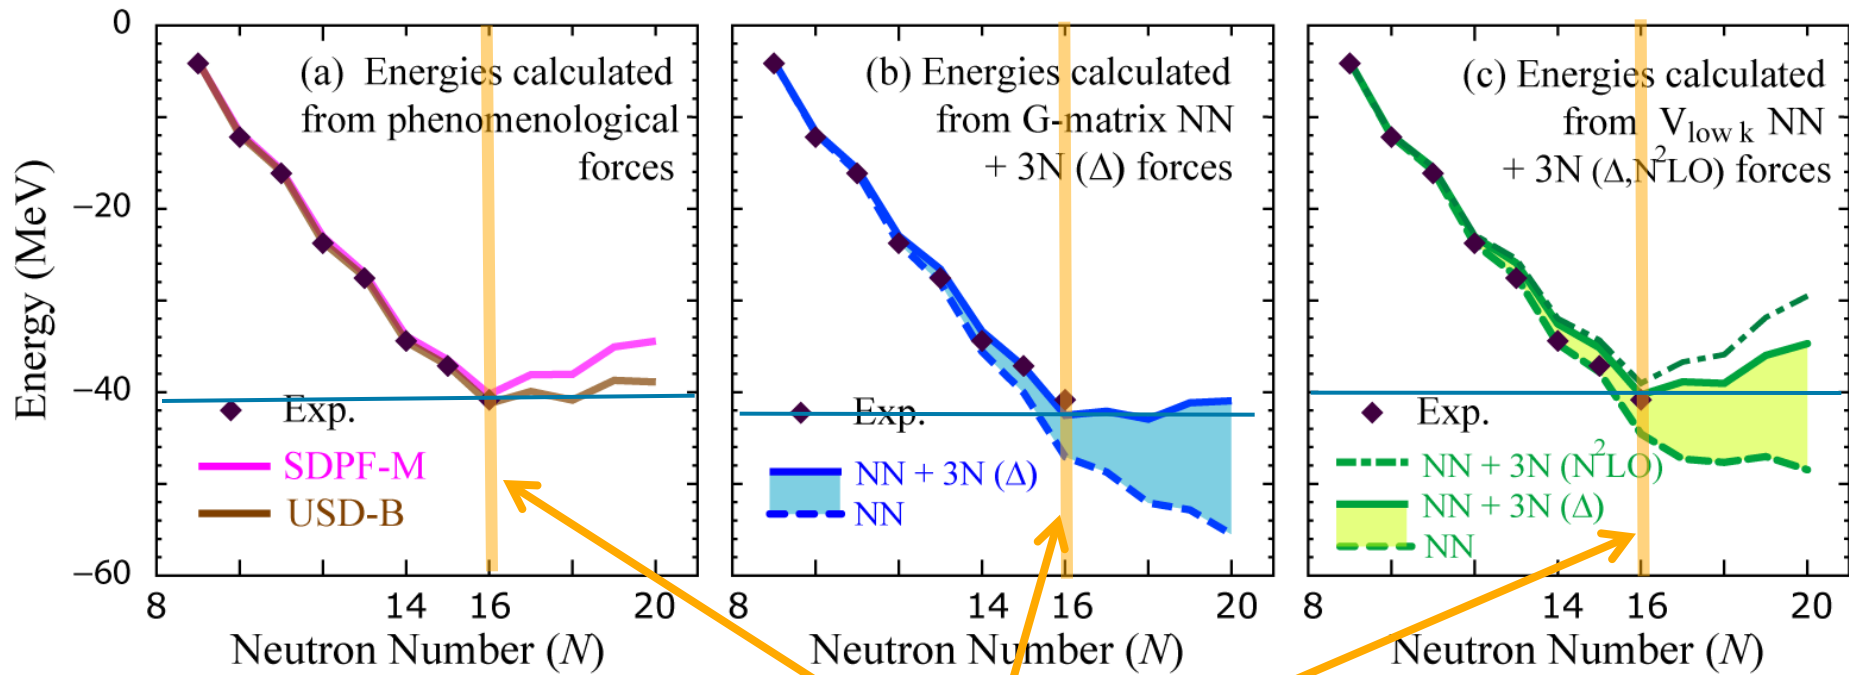 Energy (MeV)
0
−20
−40
−60
(a) Energies calculated
from phenomenological
forces
Exp.
SDPF-M
USD-B
8
14
16
20
Neutron Number (N)
(b) Energies calculated
from G-matrix NN
+ 3N (Δ) forces
Exp.
NN + 3N (Δ)
NN
8
14
16
20
Neutron Number (N)
(c) Energies calculated
from V low k NN
+ 3N (Δ,N²LO) forces
Exp.
NN + 3N (N²LO)
NN + 3N (Δ)
NN
8
14
16
20
Neutron Number (N)